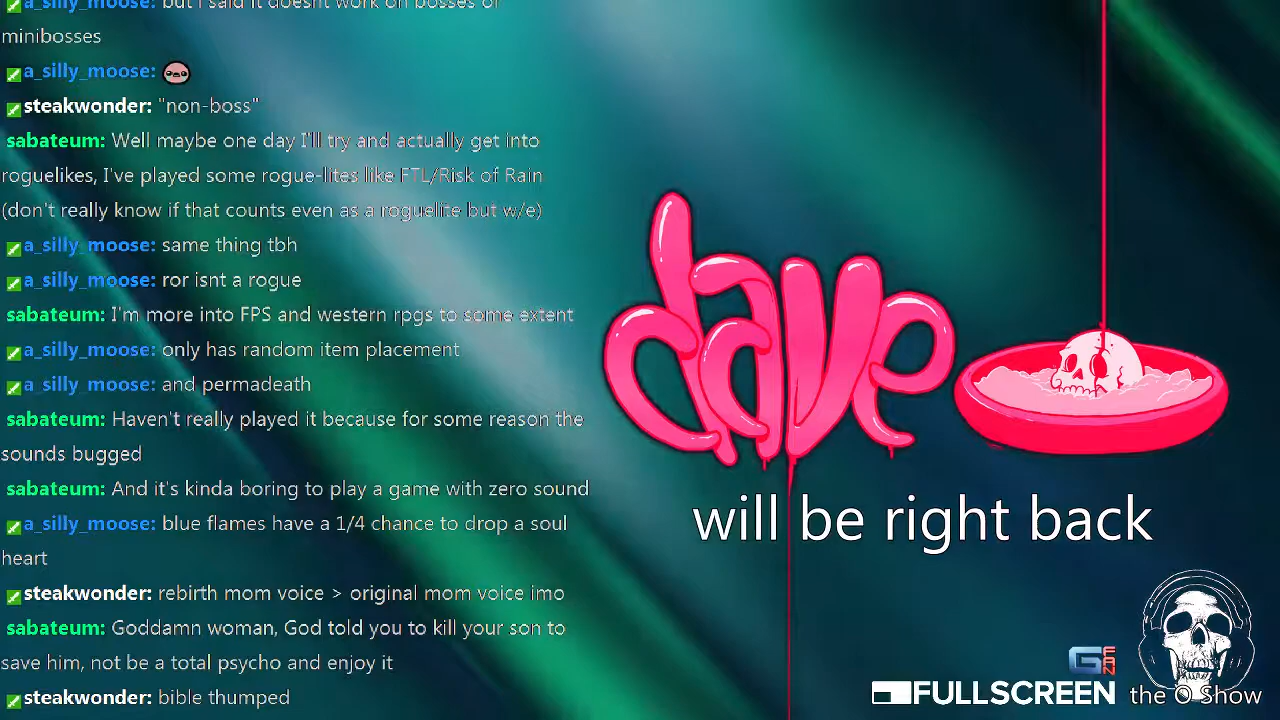 a_silly_moose: but I said it doesnt work on bosses or
minibosses
a_silly_moose:
steakwonder: "non-boss"
sabateum: Well maybe one day I'll try and actually get into
roguelikes, I've played some rogue-lites like FTL/Risk of Rain
(don't really know if that counts even as a roguelite but w/e)
a_silly_moose: same thing tbh
a_silly_moose: ror isnt a rogue
sabateum: I'm more into FPS and western rpgs to some extent
a_silly_moose: only has random item placement
a_silly_moose: and permadeath
sabateum: Haven't really played it because for some reason the
sounds bugged
sabateum: And it's kinda boring to play a game with zero sound
a_silly_moose: blue flames have a 1/4 chance to drop a soul
heart
steakwonder: rebirth mom voice > original mom voice imo
sabateum: Goddamn woman, God told you to kill your son to
save him, not be a total psycho and enjoy it
steakwonder: bible thumped
dave
will be right back
G FAN
FULLSCREEN
the O Show